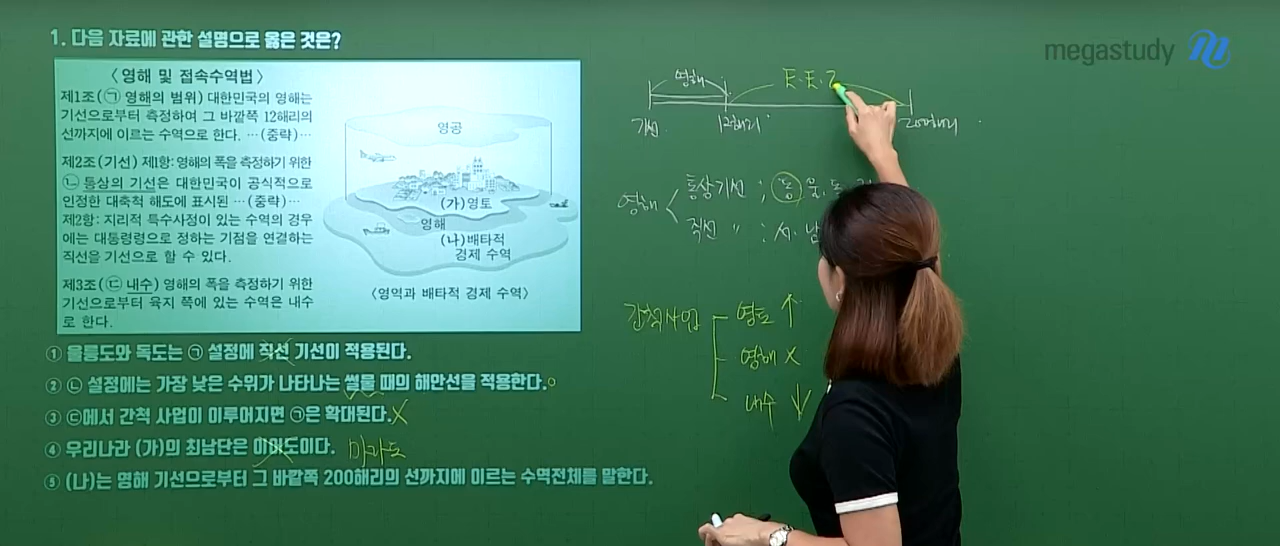 1. 다음 자료에 관한 설명으로 옳은 것은?
megastudy
〈영해 및 접속수역법〉
제1조(㉠ 영해의 범위) 대한민국의 영해는
기선으로부터 측정하여 그 바깥쪽 12해리의
선까지에 이르는 수역으로 한다. …(중략)…
제2조(기선) 제1항: 영해의 폭을 측정하기 위한
㉡ 통상의 기선은 대한민국이 공식적으로
인정한 대축척 해도에 표시된 …(중략)…
제2항: 지리적 특수사정이 있는 수역의 경우
에는 대통령령으로 정하는 기점을 연결하는
직선을 기선으로 할 수 있다.
제3조(㉢ 내수) 영해의 폭을 측정하기 위한
기선으로부터 육지 쪽에 있는 수역은 내수
로 한다.
영공
(가)영토
영해
(나)배타적
경제 수역
〈영역과 배타적 경제 수역〉
① 울릉도와 독도는 ㉠ 설정에 직선 기선이 적용된다.
② ㉡ 설정에는 가장 낮은 수위가 나타나는 썰물 때의 해안선을 적용한다.
③ ㉢에서 간척 사업이 이루어지면 ㉠은 확대된다. X
④ 우리나라 (가)의 최남단은 이어도이다. 마라도
⑤ (나)는 영해 기선으로부터 그 바깥쪽 200해리의 선까지에 이르는 수역전체를 말한다.
영해 E.E.Z
기선 12해리 200해리
영해
통상기선 ; 동 울, 독
직선 〃 : 서. 남
간척사업
영토 ↑
영해 X
내수 ↓